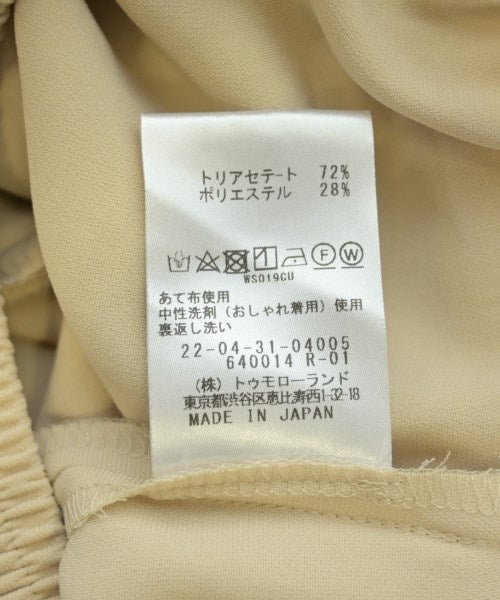 トリアセテート 72%
ポリエステル 28%
F W
WS019CU
あて布使用
中性洗剤(おしゃれ着用)使用
裏返し洗い
22-04-31-04005
640014 R-01
(株)トゥモローランド
東京都渋谷区恵比寿西1-32-18
MADE IN JAPAN